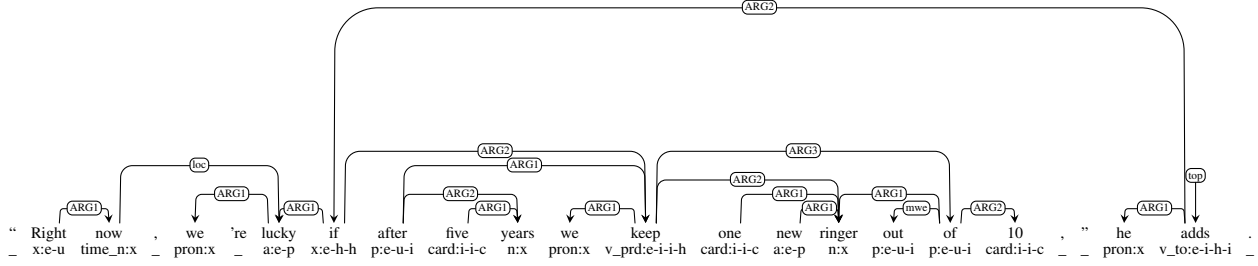 ARG2
ARG2 ARG3
loc ARG1
ARG2 top
ARG1 ARG1 ARG1 ARG2 ARG1 ARG1 ARG1 ARG1 ARG1 mwe ARG2 ARG1
“ Right now , we 're lucky if after five years we keep one new ringer out of 10 , ” he adds .
_ x:e-u time_n:x _ pron:x _ a:e-p x:e-h-h p:e-u-i card:i-i-c n:x pron:x v_prd:e-i-i-h card:i-i-c a:e-p n:x p:e-u-i p:e-u-i card:i-i-c _ _ pron:x v_to:e-i-h-i _